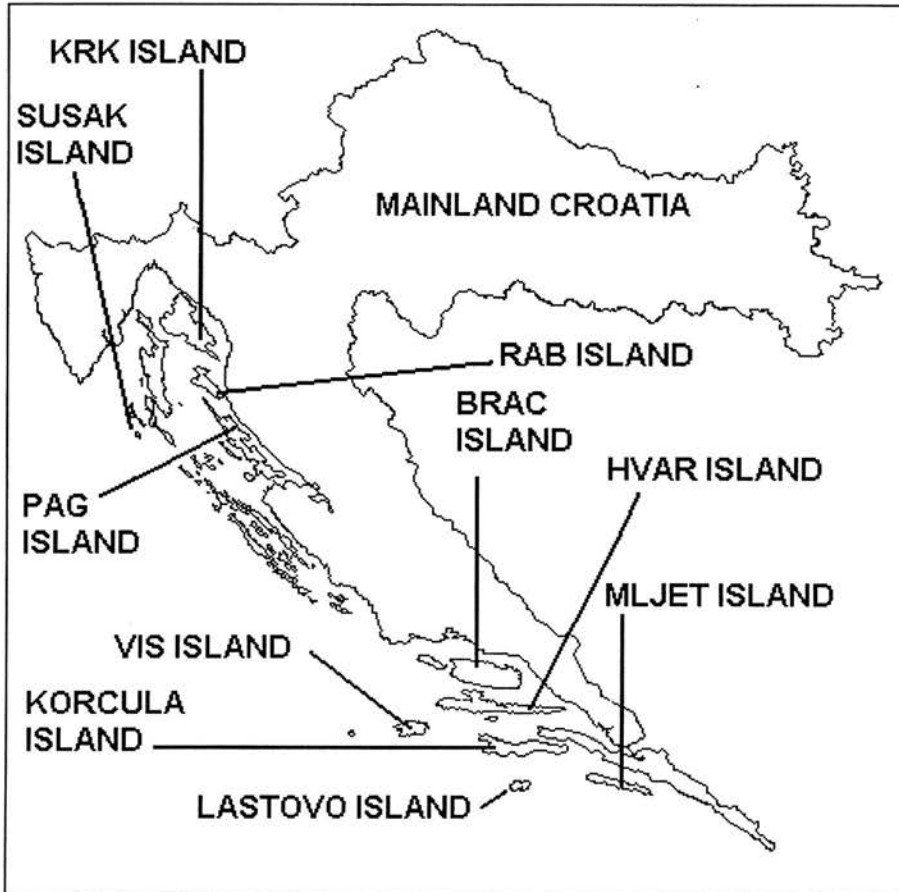 KRK ISLAND
SUSAK
ISLAND
MAINLAND CROATIA
RAB ISLAND
BRAC
ISLAND
HVAR ISLAND
PAG
ISLAND
MLJET ISLAND
VIS ISLAND
KORCULA
ISLAND
LASTOVO ISLAND